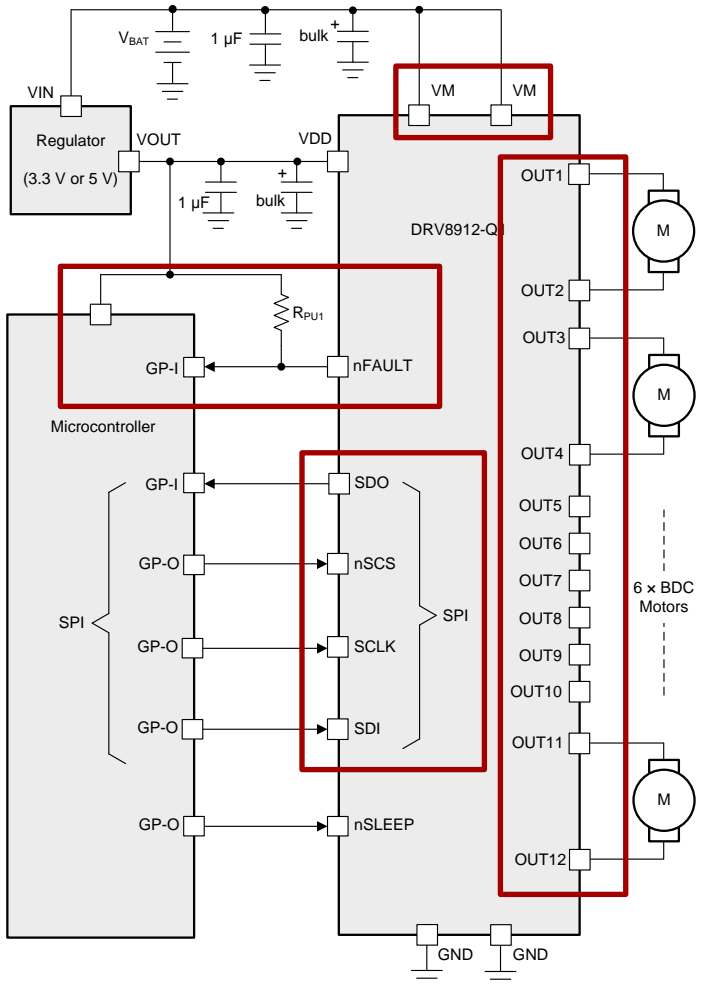 V_BAT
1 µF
bulk
+
VIN
VM
VM
Regulator
(3.3 V or 5 V)
VOUT
VDD
1 µF
bulk
+
OUT1
DRV8912-Q1
M
OUT2
R_PU1
OUT3
GP-I
nFAULT
M
Microcontroller
OUT4
GP-I
SDO
OUT5
GP-O
nSCS
OUT6
OUT7
6 × BDC
Motors
SPI
SPI
OUT8
GP-O
SCLK
OUT9
OUT10
GP-O
SDI
OUT11
M
GP-O
nSLEEP
OUT12
GND
GND